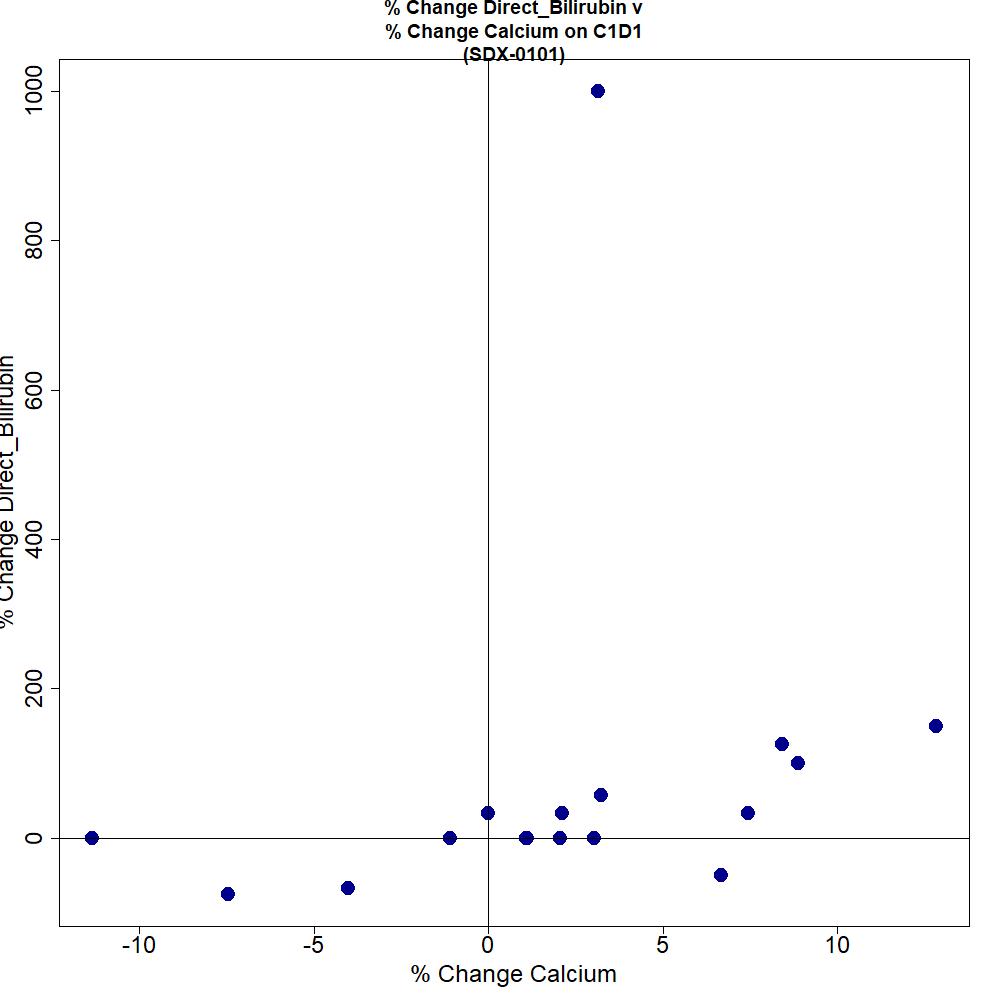 % Change Direct_Bilirubin v
% Change Calcium on C1D1
(SDX-0101)
% Change Direct_Bilirubin
1000
800
600
400
200
0
-10
-5
0
5
10
% Change Calcium